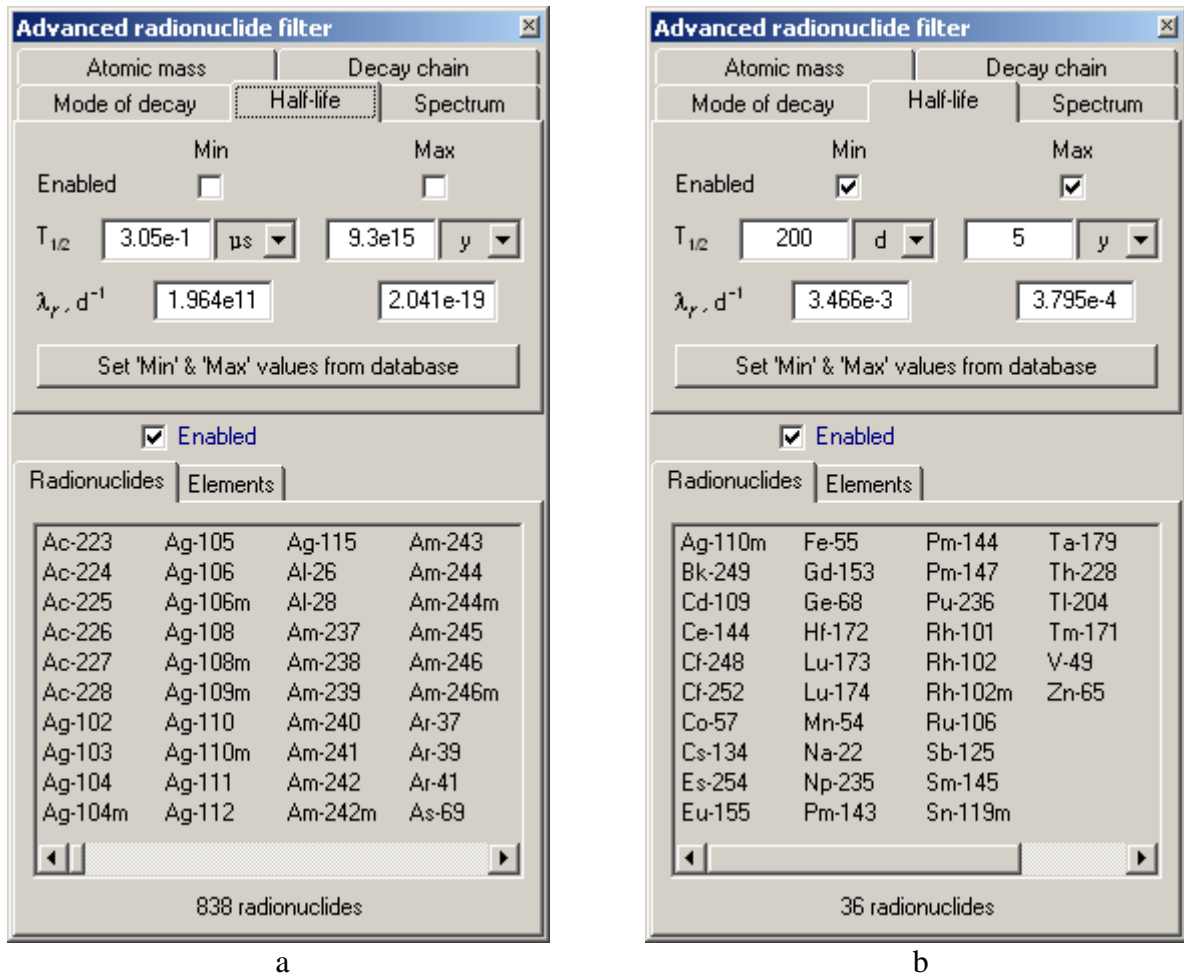 Advanced radionuclide filter
Atomic mass Decay chain
Mode of decay Half-life Spectrum
Min Max
Enabled
T1/2 3.05e-1 µs 9.3e15 y
λr, d⁻¹ 1.964e11 2.041e-19
Set 'Min' & 'Max' values from database
Enabled
Radionuclides Elements
Ac-223 Ag-105 Ag-115 Am-243
Ac-224 Ag-106 Al-26 Am-244
Ac-225 Ag-106m Al-28 Am-244m
Ac-226 Ag-108 Am-237 Am-245
Ac-227 Ag-108m Am-238 Am-246
Ac-228 Ag-109m Am-239 Am-246m
Ag-102 Ag-110 Am-240 Ar-37
Ag-103 Ag-110m Am-241 Ar-39
Ag-104 Ag-111 Am-242 Ar-41
Ag-104m Ag-112 Am-242m As-69
838 radionuclides
a
Advanced radionuclide filter
Atomic mass Decay chain
Mode of decay Half-life Spectrum
Min Max
Enabled
T1/2 200 d 5 y
λr, d⁻¹ 3.466e-3 3.795e-4
Set 'Min' & 'Max' values from database
Enabled
Radionuclides Elements
Ag-110m Fe-55 Pm-144 Ta-179
Bk-249 Gd-153 Pm-147 Th-228
Cd-109 Ge-68 Pu-236 Tl-204
Ce-144 Hf-172 Rh-101 Tm-171
Cf-248 Lu-173 Rh-102 V-49
Cf-252 Lu-174 Rh-102m Zn-65
Co-57 Mn-54 Ru-106
Cs-134 Na-22 Sb-125
Es-254 Np-235 Sm-145
Eu-155 Pm-143 Sn-119m
36 radionuclides
b